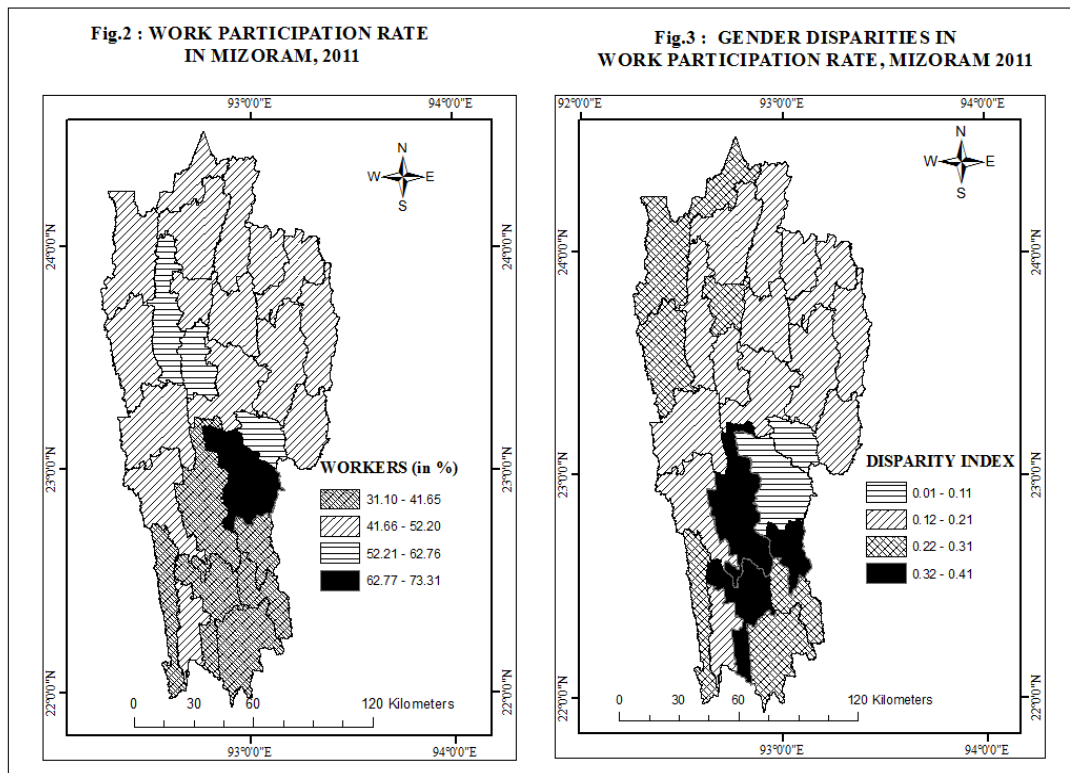 Fig.2 : WORK PARTICIPATION RATE
IN MIZORAM, 2011
93°0'0"E
94°0'0"E
N
W
E
S
24°0'0"N
24°0'0"N
23°0'0"N
23°0'0"N
22°0'0"N
22°0'0"N
WORKERS (in %)
31.10 - 41.65
41.66 - 52.20
52.21 - 62.76
62.77 - 73.31
0
30
60
120 Kilometers
93°0'0"E
94°0'0"E
Fig.3 : GENDER DISPARITIES IN
WORK PARTICIPATION RATE, MIZORAM 2011
92°0'0"E
93°0'0"E
94°0'0"E
N
W
E
S
24°0'0"N
24°0'0"N
23°0'0"N
23°0'0"N
22°0'0"N
22°0'0"N
DISPARITY INDEX
0.01 - 0.11
0.12 - 0.21
0.22 - 0.31
0.32 - 0.41
0
30
60
120 Kilometers
93°0'0"E
94°0'0"E